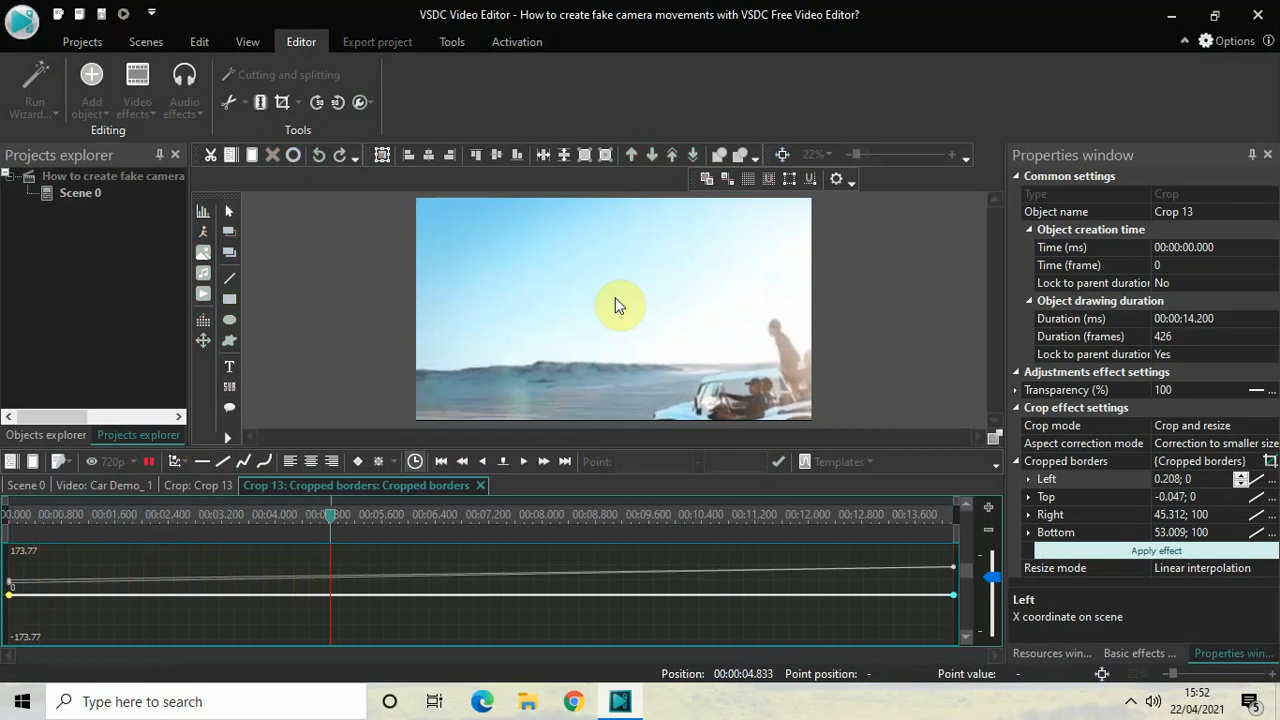 VSDC Video Editor - How to create fake camera movements with VSDC Free Video Editor?
Projects
Scenes
Edit
View
Editor
Export project
Tools
Activation
Options
Run Wizard...
Add object
Video effects
Audio effects
Cutting and splitting
Editing
Tools
Projects explorer
How to create fake camera
Scene 0
22%
T
SUB
Objects explorer
Projects explorer
Properties window
Common settings
Type Crop
Object name Crop 13
Object creation time
Time (ms) 00:00:00.000
Time (frame) 0
Lock to parent duration No
Object drawing duration
Duration (ms) 00:00:14.200
Duration (frames) 426
Lock to parent duration Yes
Adjustments effect settings
Transparency (%) 100
Crop effect settings
Crop mode Crop and resize
Aspect correction mode Correction to smaller size
Cropped borders {Cropped borders}
Left 0.208; 0
Top -0.047; 0
Right 45.312; 100
Bottom 53.009; 100
Apply effect
Resize mode Linear interpolation
Left
X coordinate on scene
Resources win...
Basic effects ...
Properties win...
720p
Point:
Templates
Scene 0
Video: Car Demo_ 1
Crop: Crop 13
Crop 13: Cropped borders: Cropped borders
.000 00:00.800 00:01.600 00:02.400 00:03.200 00:04.000 00:05.600 00:06.400 00:07.200 00:08.000 00:08.800 00:09.600 00:10.400 00:11.200 00:12.000 00:12.800 00:13.600
173.77
0
-173.77
Position: 00:00:04.833
Point position: -
Point value: -
22%
Type here to search
15:52
22/04/2021
5